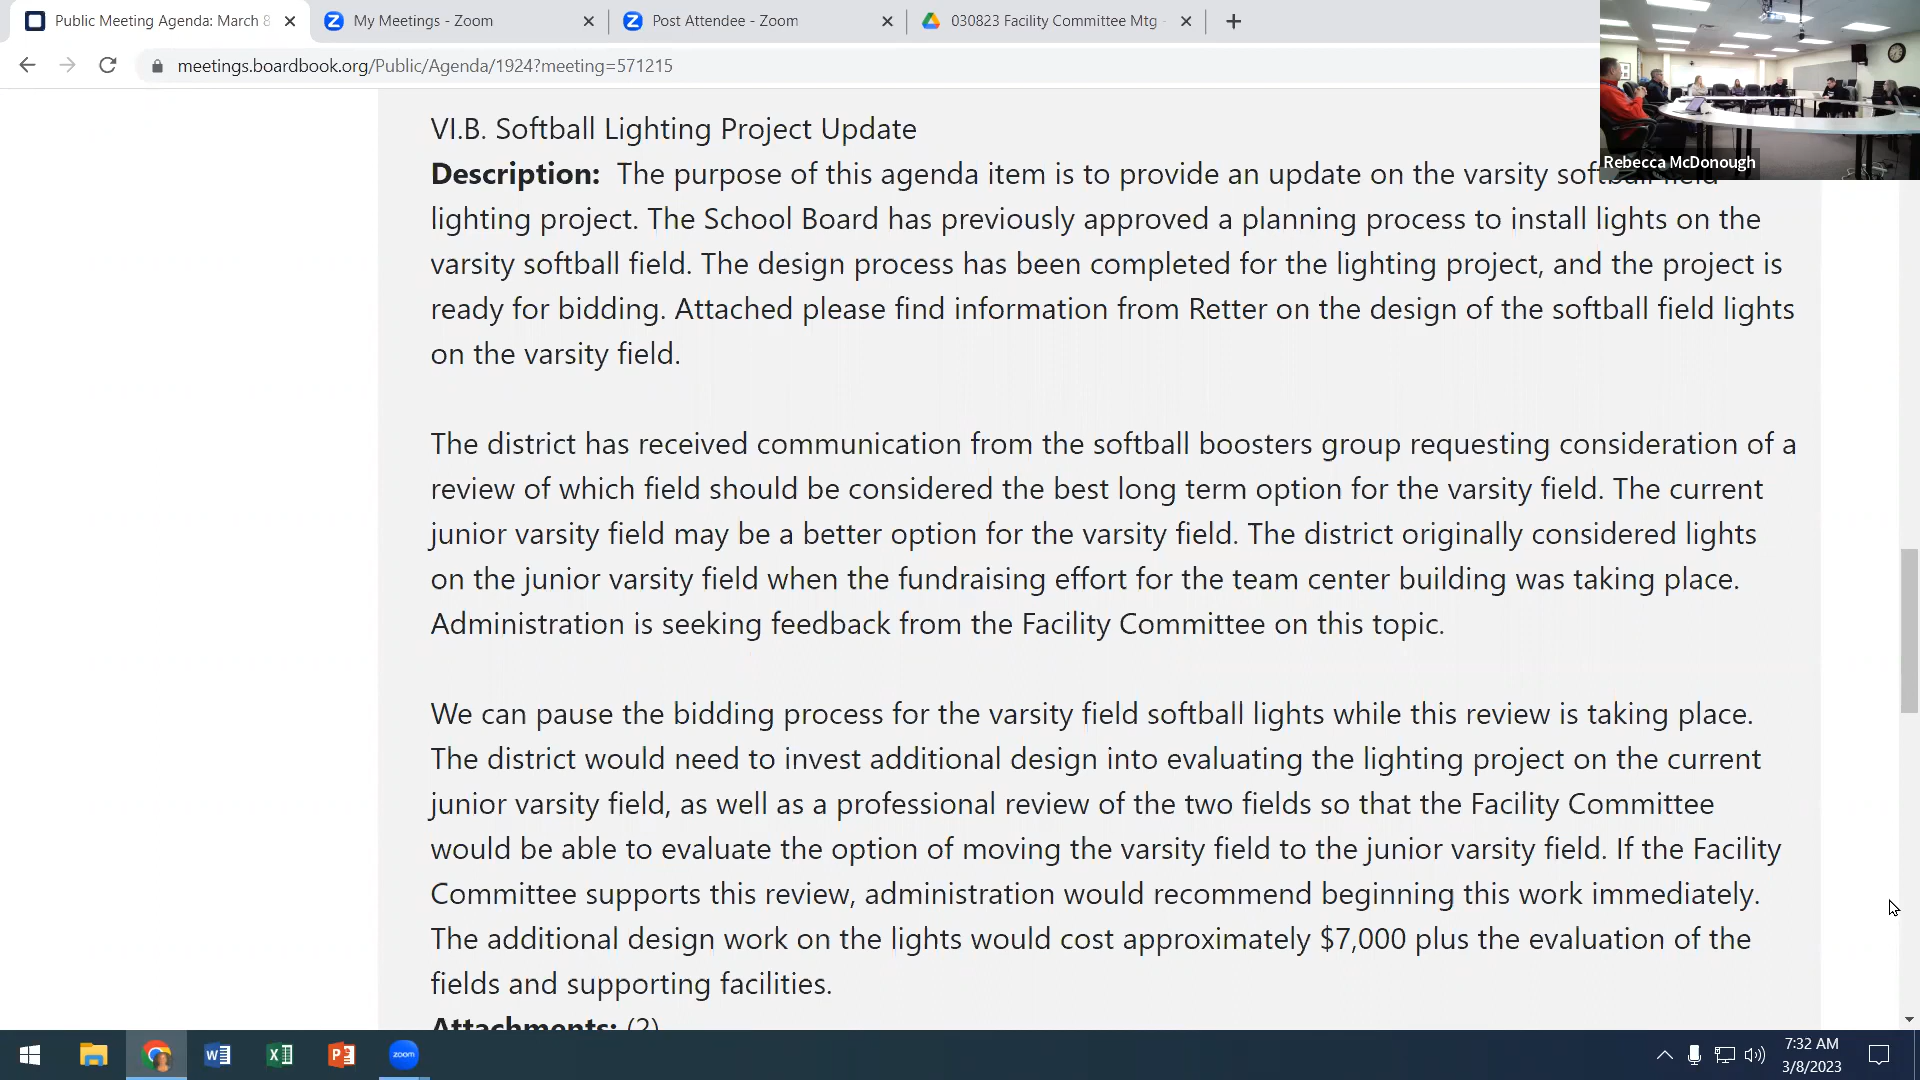 Public Meeting Agenda: March 8
My Meetings - Zoom
Post Attendee - Zoom
030823 Facility Committee Mtg -
meetings.boardbook.org/Public/Agenda/1924?meeting=571215
Rebecca McDonough
VI.B. Softball Lighting Project Update
Description: The purpose of this agenda item is to provide an update on the varsity softball field
lighting project. The School Board has previously approved a planning process to install lights on the
varsity softball field. The design process has been completed for the lighting project, and the project is
ready for bidding. Attached please find information from Retter on the design of the softball field lights
on the varsity field.
The district has received communication from the softball boosters group requesting consideration of a
review of which field should be considered the best long term option for the varsity field. The current
junior varsity field may be a better option for the varsity field. The district originally considered lights
on the junior varsity field when the fundraising effort for the team center building was taking place.
Administration is seeking feedback from the Facility Committee on this topic.
We can pause the bidding process for the varsity field softball lights while this review is taking place.
The district would need to invest additional design into evaluating the lighting project on the current
junior varsity field, as well as a professional review of the two fields so that the Facility Committee
would be able to evaluate the option of moving the varsity field to the junior varsity field. If the Facility
Committee supports this review, administration would recommend beginning this work immediately.
The additional design work on the lights would cost approximately $7,000 plus the evaluation of the
fields and supporting facilities.
Attachments: (2)
zoom
7:32 AM
3/8/2023